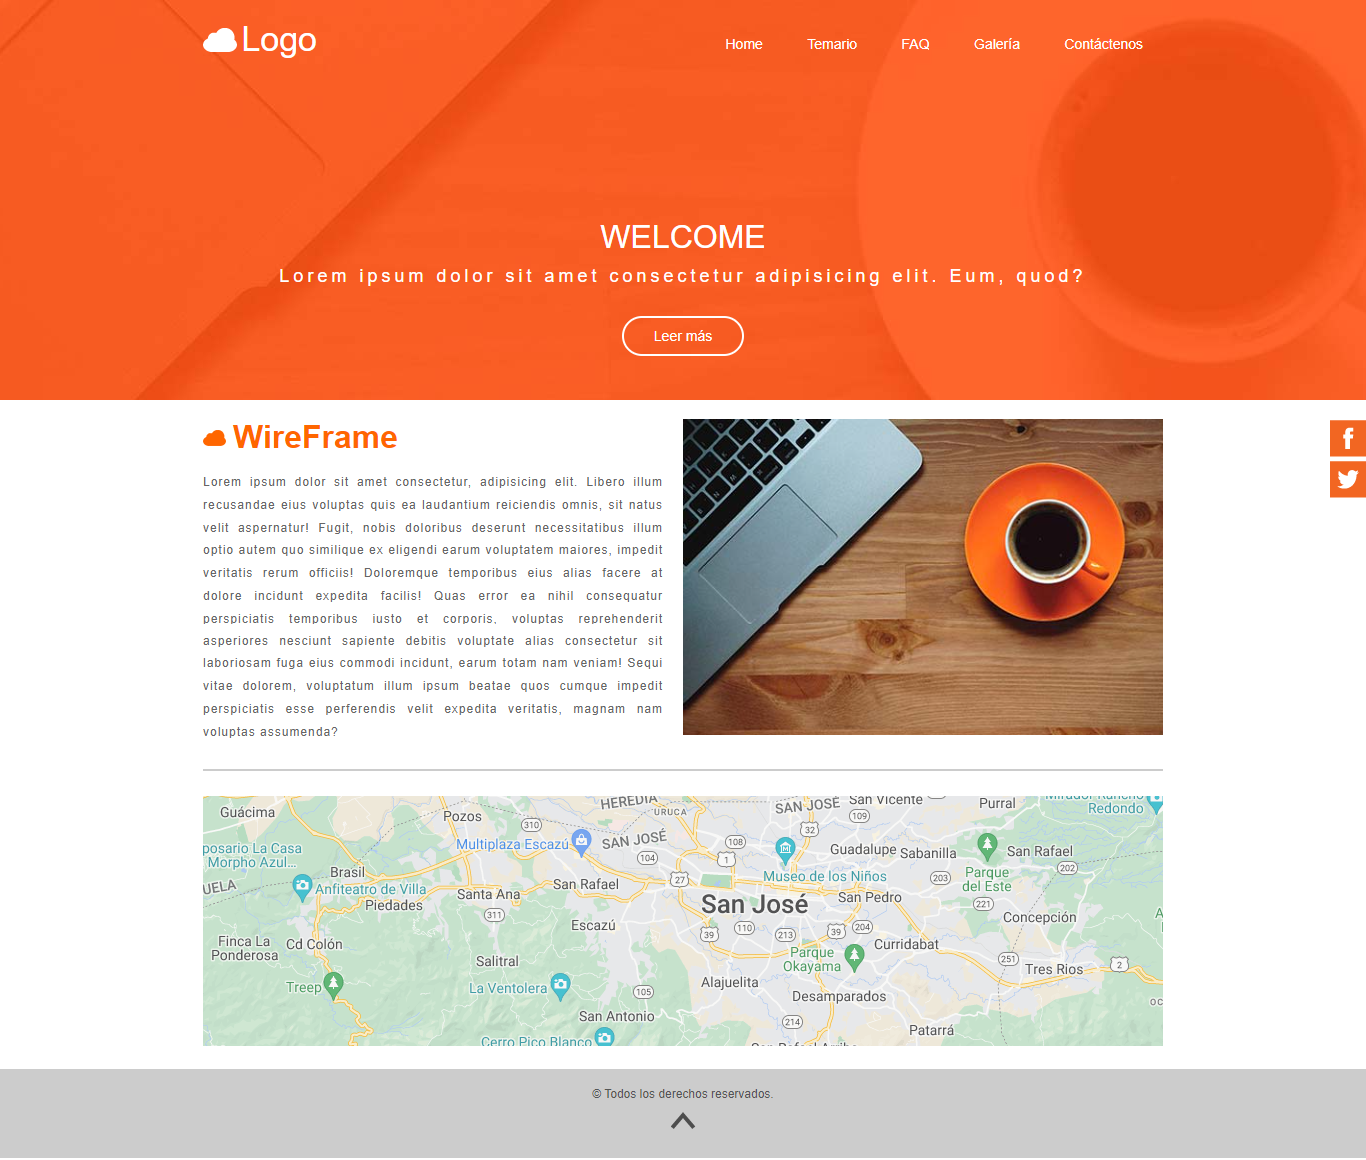 Logo
Home Temario FAQ Galería Contáctenos
WELCOME
Lorem ipsum dolor sit amet consectetur adipisicing elit. Eum, quod?
Leer más
WireFrame
Lorem ipsum dolor sit amet consectetur, adipisicing elit. Libero illum
recusandae eius voluptas quis ea laudantium reiciendis omnis, sit natus
velit aspernatur! Fugit, nobis doloribus deserunt necessitatibus illum
optio autem quo similique ex eligendi earum voluptatem maiores, impedit
veritatis rerum officiis! Doloremque temporibus eius alias facere at
dolore incidunt expedita facilis! Quas error ea nihil consequatur
perspiciatis temporibus iusto et corporis, voluptas reprehenderit
asperiores nesciunt sapiente debitis voluptate alias consectetur sit
laboriosam fuga eius commodi incidunt, earum totam nam veniam! Sequi
vitae dolorem, voluptatum illum ipsum beatae quos cumque impedit
perspiciatis esse perferendis velit expedita veritatis, magnam nam
voluptas assumenda?
Guácima
Pozos
310
HEREDIA
URUCA
SAN JOSÉ
San Vicente
109
32
Purral
Redondo
posario La Casa
Morpho Azul...
Multiplaza Escazú
SAN JOSÉ
104
108
1
Guadalupe
Sabanilla
San Rafael
202
UELA
Brasil
Anfiteatro de Villa
Piedades
Santa Ana
311
San Rafael
27
Museo de los Niños
203
Parque
del Este
221
San José
San Pedro
Concepción
Escazú
39
110
213
39
204
Finca La
Ponderosa
Cd Colón
Salitral
Parque
Okayama
Curridabat
251
Tres Rios
2
Treep
La Ventolera
105
Alajuelita
Desamparados
San Antonio
214
Patarrá
Cerro Pico Blanco
© Todos los derechos reservados.